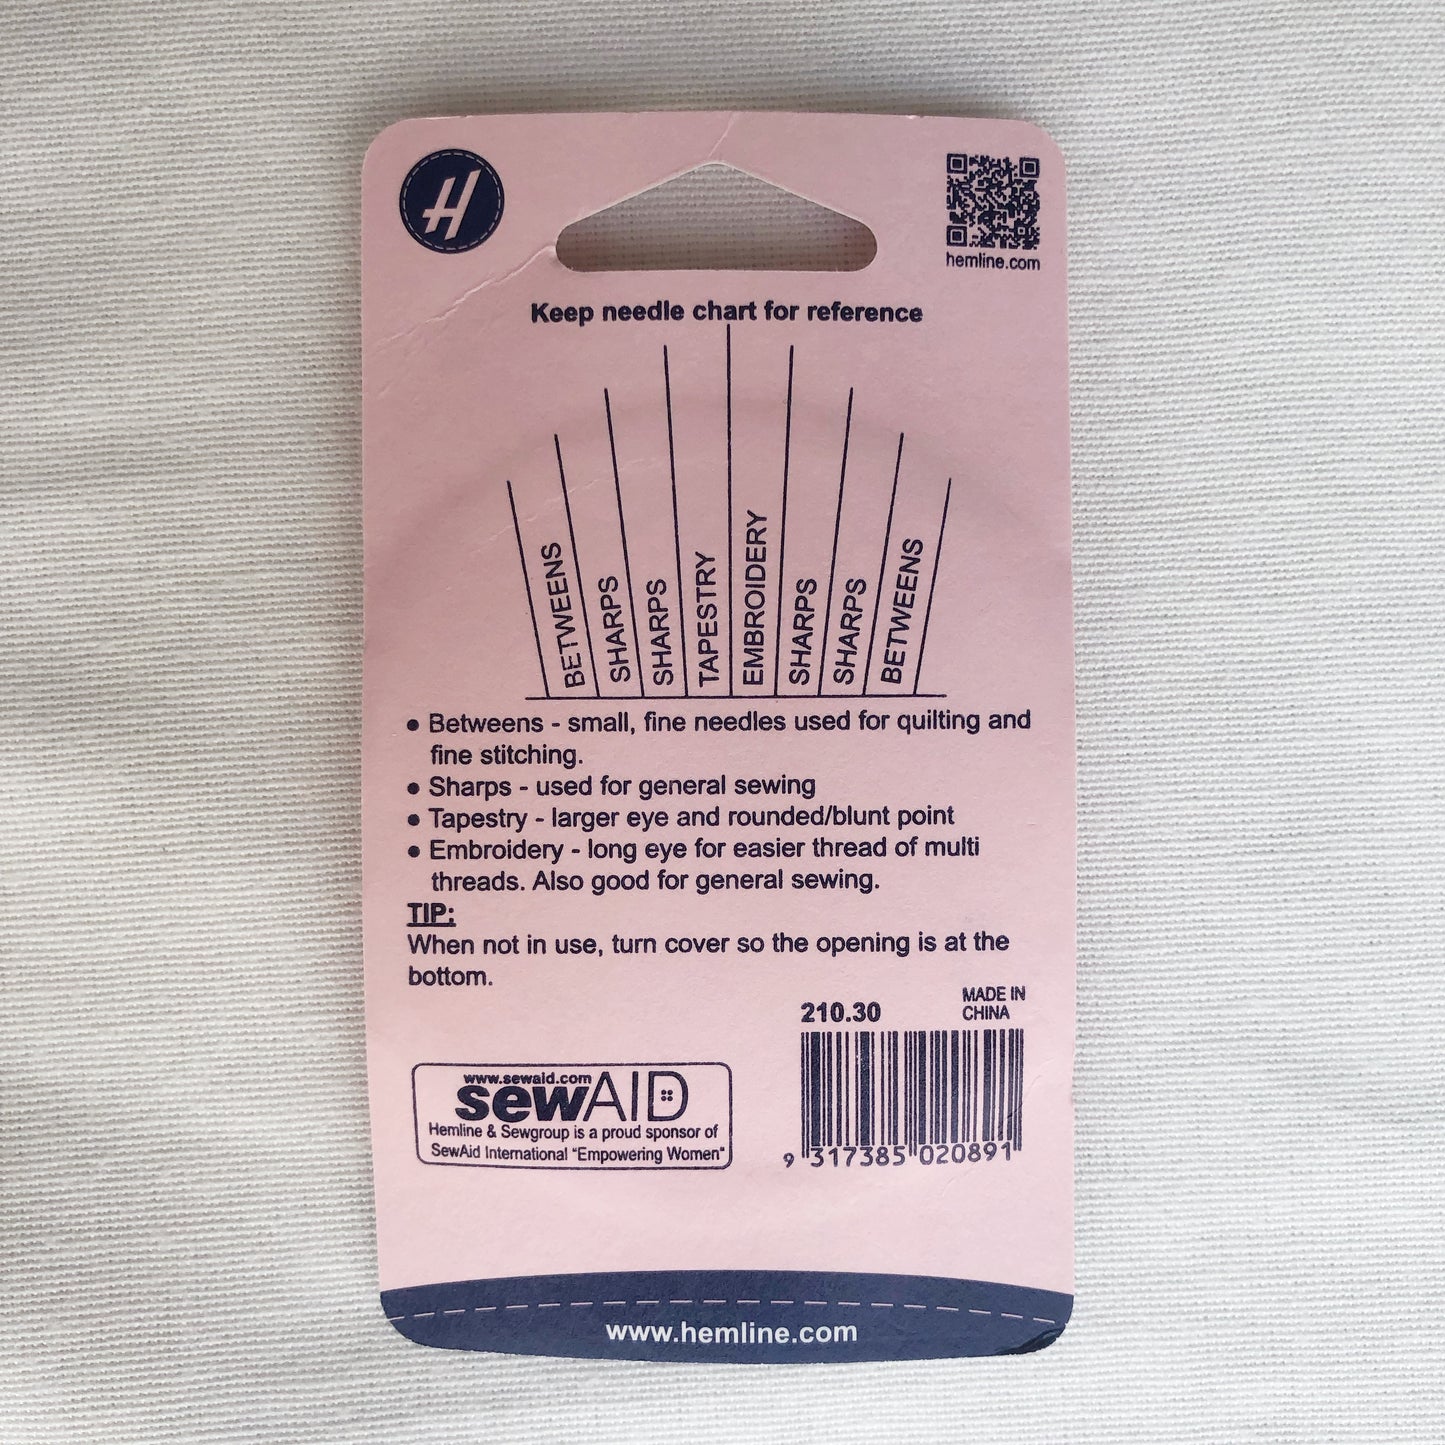 H
hemline.com
Keep needle chart for reference
BETWEENS
SHARPS
SHARPS
TAPESTRY
EMBROIDERY
SHARPS
SHARPS
BETWEENS
● Betweens - small, fine needles used for quilting and
fine stitching.
● Sharps - used for general sewing
● Tapestry - larger eye and rounded/blunt point
● Embroidery - long eye for easier thread of multi
threads. Also good for general sewing.
TIP:
When not in use, turn cover so the opening is at the
bottom.
210.30
MADE IN
CHINA
www.sewaid.com
sewAID
Hemline & Sewgroup is a proud sponsor of
SewAid International "Empowering Women"
9 317385 020891
www.hemline.com